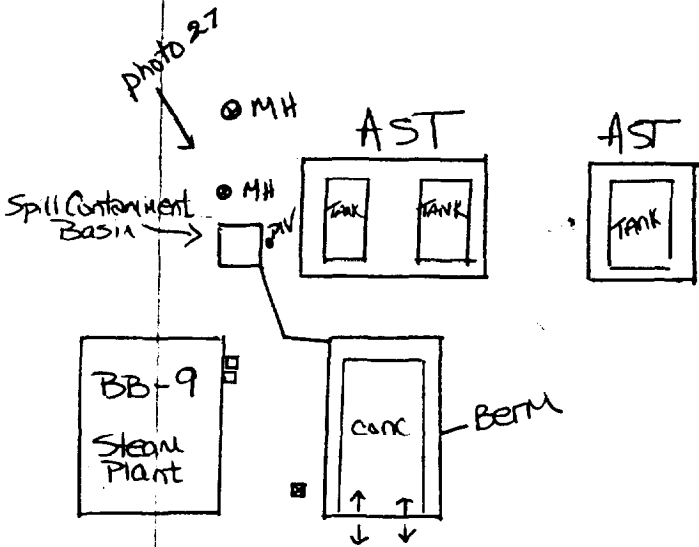 photo 27
MH
AST
AST
MH
Spill Containment
Basin
TANK
TANK
TANK
BB-9
Steam
Plant
conc
Berm